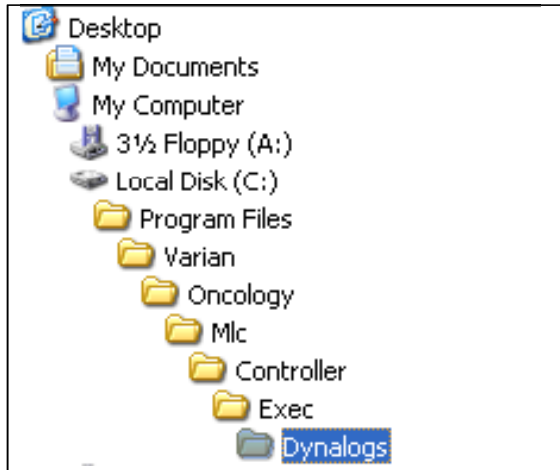 Desktop
My Documents
My Computer
3½ Floppy (A:)
Local Disk (C:)
Program Files
Varian
Oncology
Mlc
Controller
Exec
Dynalogs